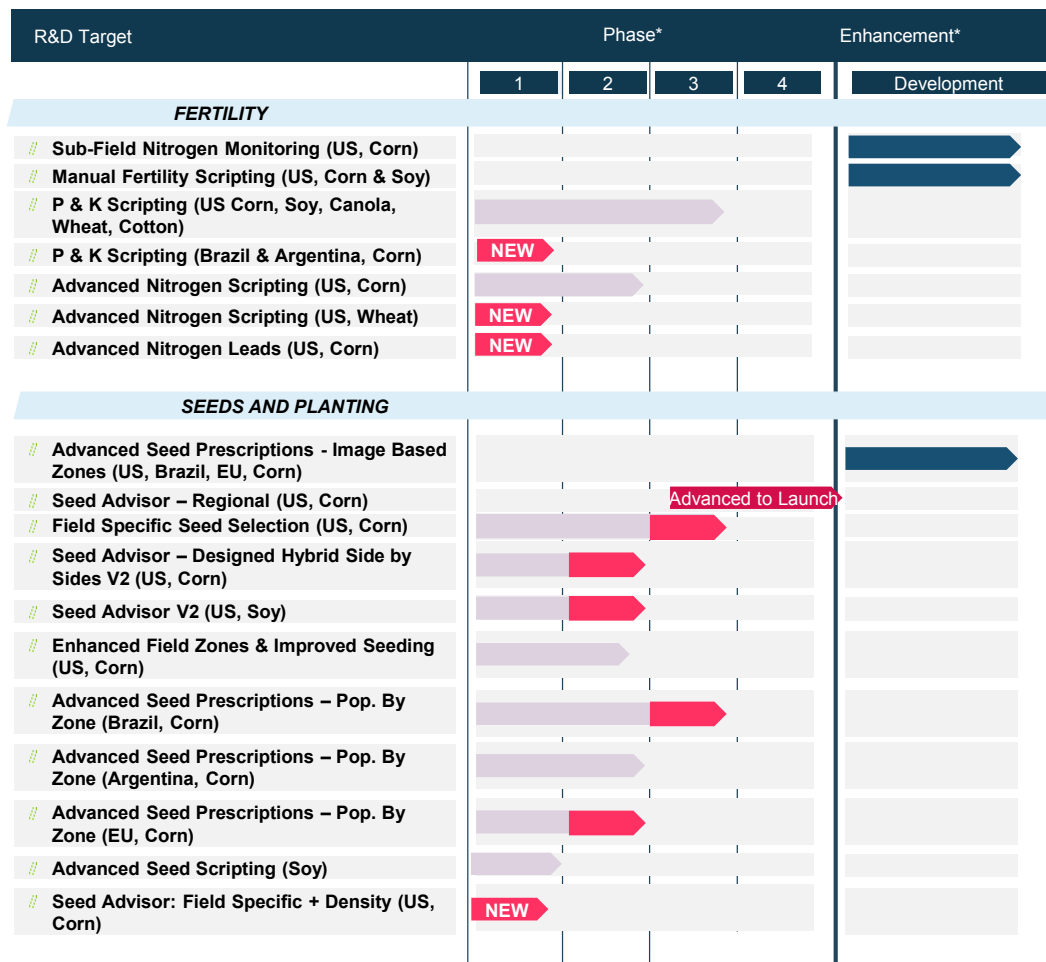 R&D Target Phase* Enhancement*
1 2 3 4 Development
FERTILITY
Sub-Field Nitrogen Monitoring (US, Corn)
Manual Fertility Scripting (US, Corn & Soy)
P & K Scripting (US Corn, Soy, Canola,
Wheat, Cotton)
P & K Scripting (Brazil & Argentina, Corn) NEW
Advanced Nitrogen Scripting (US, Corn)
Advanced Nitrogen Scripting (US, Wheat) NEW
Advanced Nitrogen Leads (US, Corn) NEW
SEEDS AND PLANTING
Advanced Seed Prescriptions - Image Based
Zones (US, Brazil, EU, Corn)
Seed Advisor – Regional (US, Corn) Advanced to Launch
Field Specific Seed Selection (US, Corn)
Seed Advisor – Designed Hybrid Side by
Sides V2 (US, Corn)
Seed Advisor V2 (US, Soy)
Enhanced Field Zones & Improved Seeding
(US, Corn)
Advanced Seed Prescriptions – Pop. By
Zone (Brazil, Corn)
Advanced Seed Prescriptions – Pop. By
Zone (Argentina, Corn)
Advanced Seed Prescriptions – Pop. By
Zone (EU, Corn)
Advanced Seed Scripting (Soy)
Seed Advisor: Field Specific + Density (US,
Corn) NEW